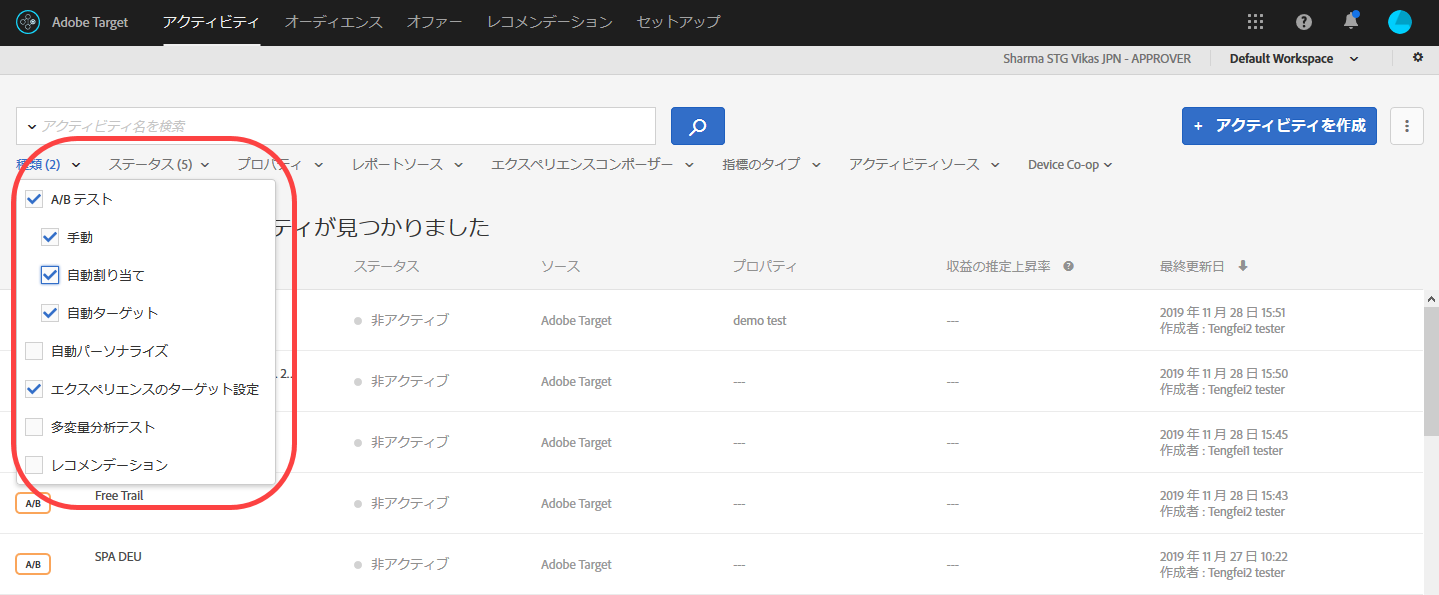 Adobe Target アクティビティ オーディエンス オファー レコメンデーション セットアップ
Sharma STG Vikas JPN - APPROVER Default Workspace
アクティビティ名を検索
+ アクティビティを作成
種類 (2) ステータス (5) プロパティ レポートソース エクスペリエンスコンポーザー 指標のタイプ アクティビティソース Device Co-op
A/B テスト
手動
自動割り当て
自動ターゲット
自動パーソナライズ
エクスペリエンスのターゲット設定
多変量分析テスト
レコメンデーション
ティが見つかりました
ステータス ソース プロパティ 収益の推定上昇率 最終更新日
非アクティブ Adobe Target demo test --- 2019 年 11 月 28 日 15:51
作成者 : Tengfei2 tester
2... 非アクティブ Adobe Target --- --- 2019 年 11 月 28 日 15:50
作成者 : Tengfei2 tester
非アクティブ Adobe Target --- --- 2019 年 11 月 28 日 15:45
作成者 : Tengfei1 tester
A/B Free Trail 非アクティブ Adobe Target --- --- 2019 年 11 月 28 日 15:43
作成者 : Tengfei2 tester
A/B SPA DEU 非アクティブ Adobe Target --- --- 2019 年 11 月 27 日 10:22
作成者 : Tengfei2 tester